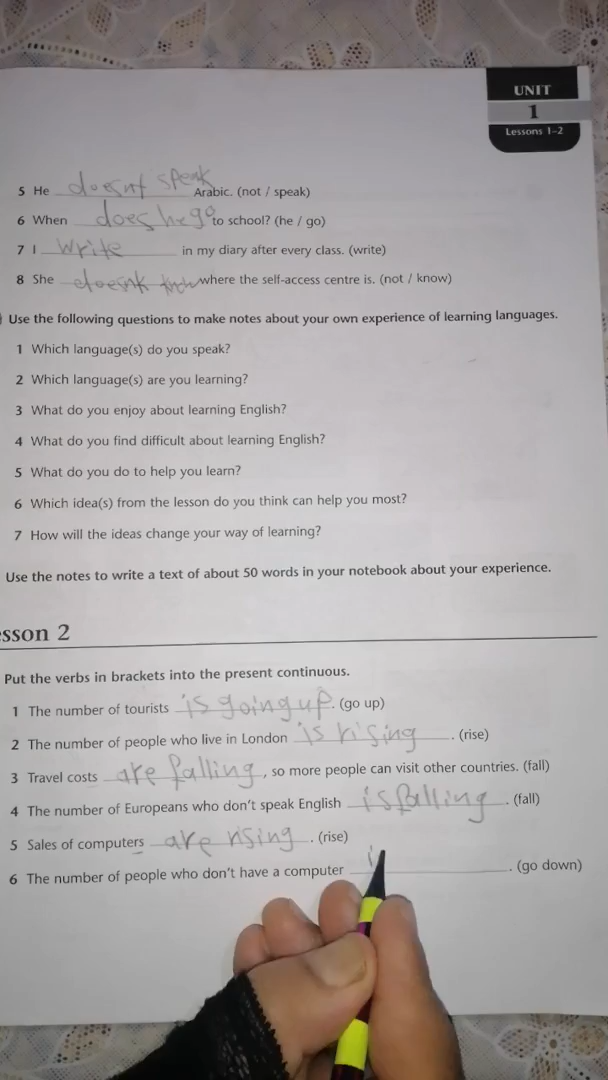 UNIT
1
Lessons 1–2
5 He doesn't speak Arabic. (not / speak)
6 When does he go to school? (he / go)
7 I write in my diary after every class. (write)
8 She doesnk know where the self-access centre is. (not / know)
Use the following questions to make notes about your own experience of learning languages.
1 Which language(s) do you speak?
2 Which language(s) are you learning?
3 What do you enjoy about learning English?
4 What do you find difficult about learning English?
5 What do you do to help you learn?
6 Which idea(s) from the lesson do you think can help you most?
7 How will the ideas change your way of learning?
Use the notes to write a text of about 50 words in your notebook about your experience.
sson 2
Put the verbs in brackets into the present continuous.
1 The number of tourists is going up. (go up)
2 The number of people who live in London is rising. (rise)
3 Travel costs are falling, so more people can visit other countries. (fall)
4 The number of Europeans who don't speak English is falling. (fall)
5 Sales of computers are rising. (rise)
6 The number of people who don't have a computer i. (go down)